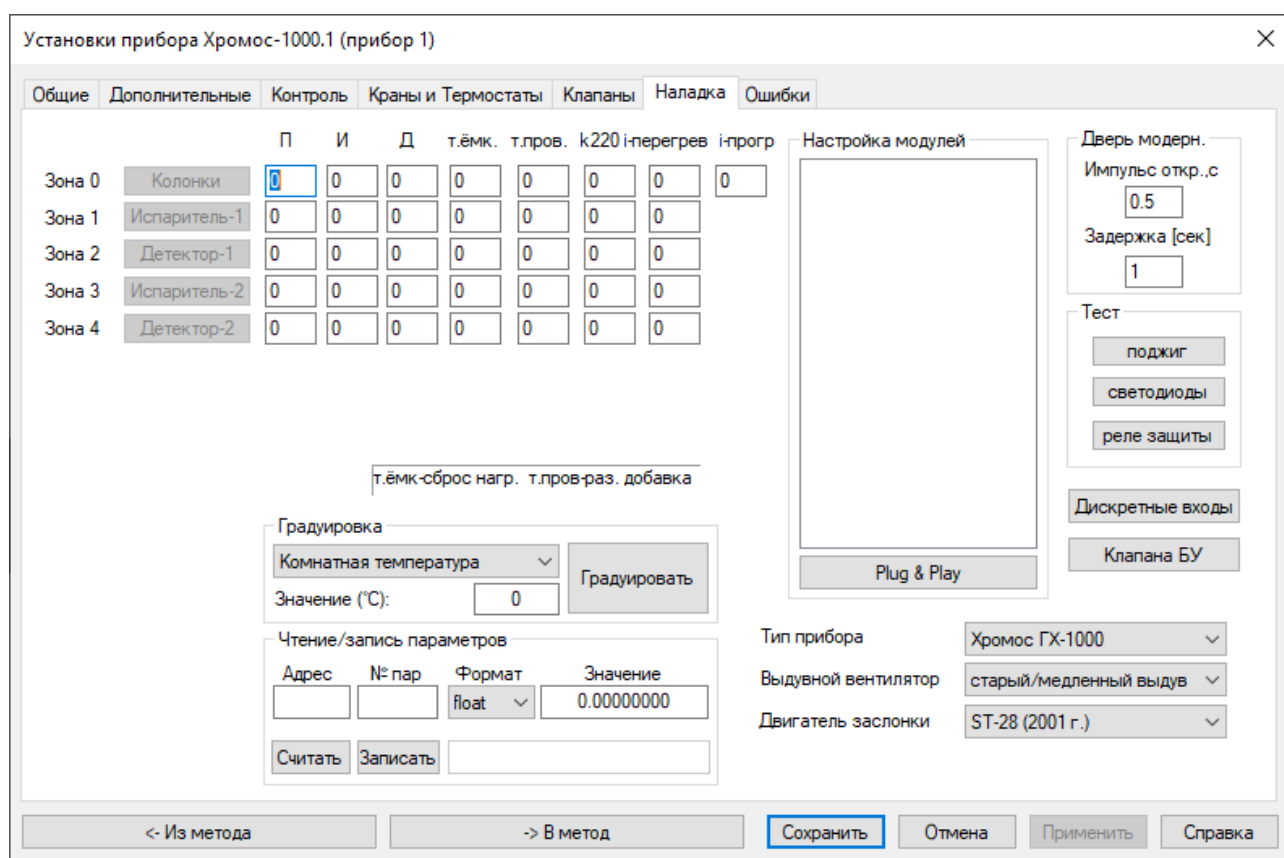 Установки прибора Хромос-1000.1 (прибор 1)
Общие Дополнительные Контроль Краны и Термостаты Клапаны Наладка Ошибки
П И Д т.ёмк. т.пров. k220 i-перегрев i-прогр
Зона 0 Колонки 0 0 0 0 0 0 0 0
Зона 1 Испаритель-1 0 0 0 0 0 0 0
Зона 2 Детектор-1 0 0 0 0 0 0 0
Зона 3 Испаритель-2 0 0 0 0 0 0 0
Зона 4 Детектор-2 0 0 0 0 0 0 0
т.ёмк-сброс нагр. т.пров-раз. добавка
Градуировка
Комнатная температура
Градуировать
Значение (°C): 0
Чтение/запись параметров
Адрес № пар Формат Значение
float 0.00000000
Считать Записать
Настройка модулей
Plug & Play
Дверь модерн.
Импульс откр.,с
0.5
Задержка [сек]
1
Тест
поджиг
светодиоды
реле защиты
Дискретные входы
Клапана БУ
Тип прибора Хромос ГХ-1000
Выдувной вентилятор старый/медленный выдув
Двигатель заслонки ST-28 (2001 г.)
<- Из метода -> В метод Сохранить Отмена Применить Справка